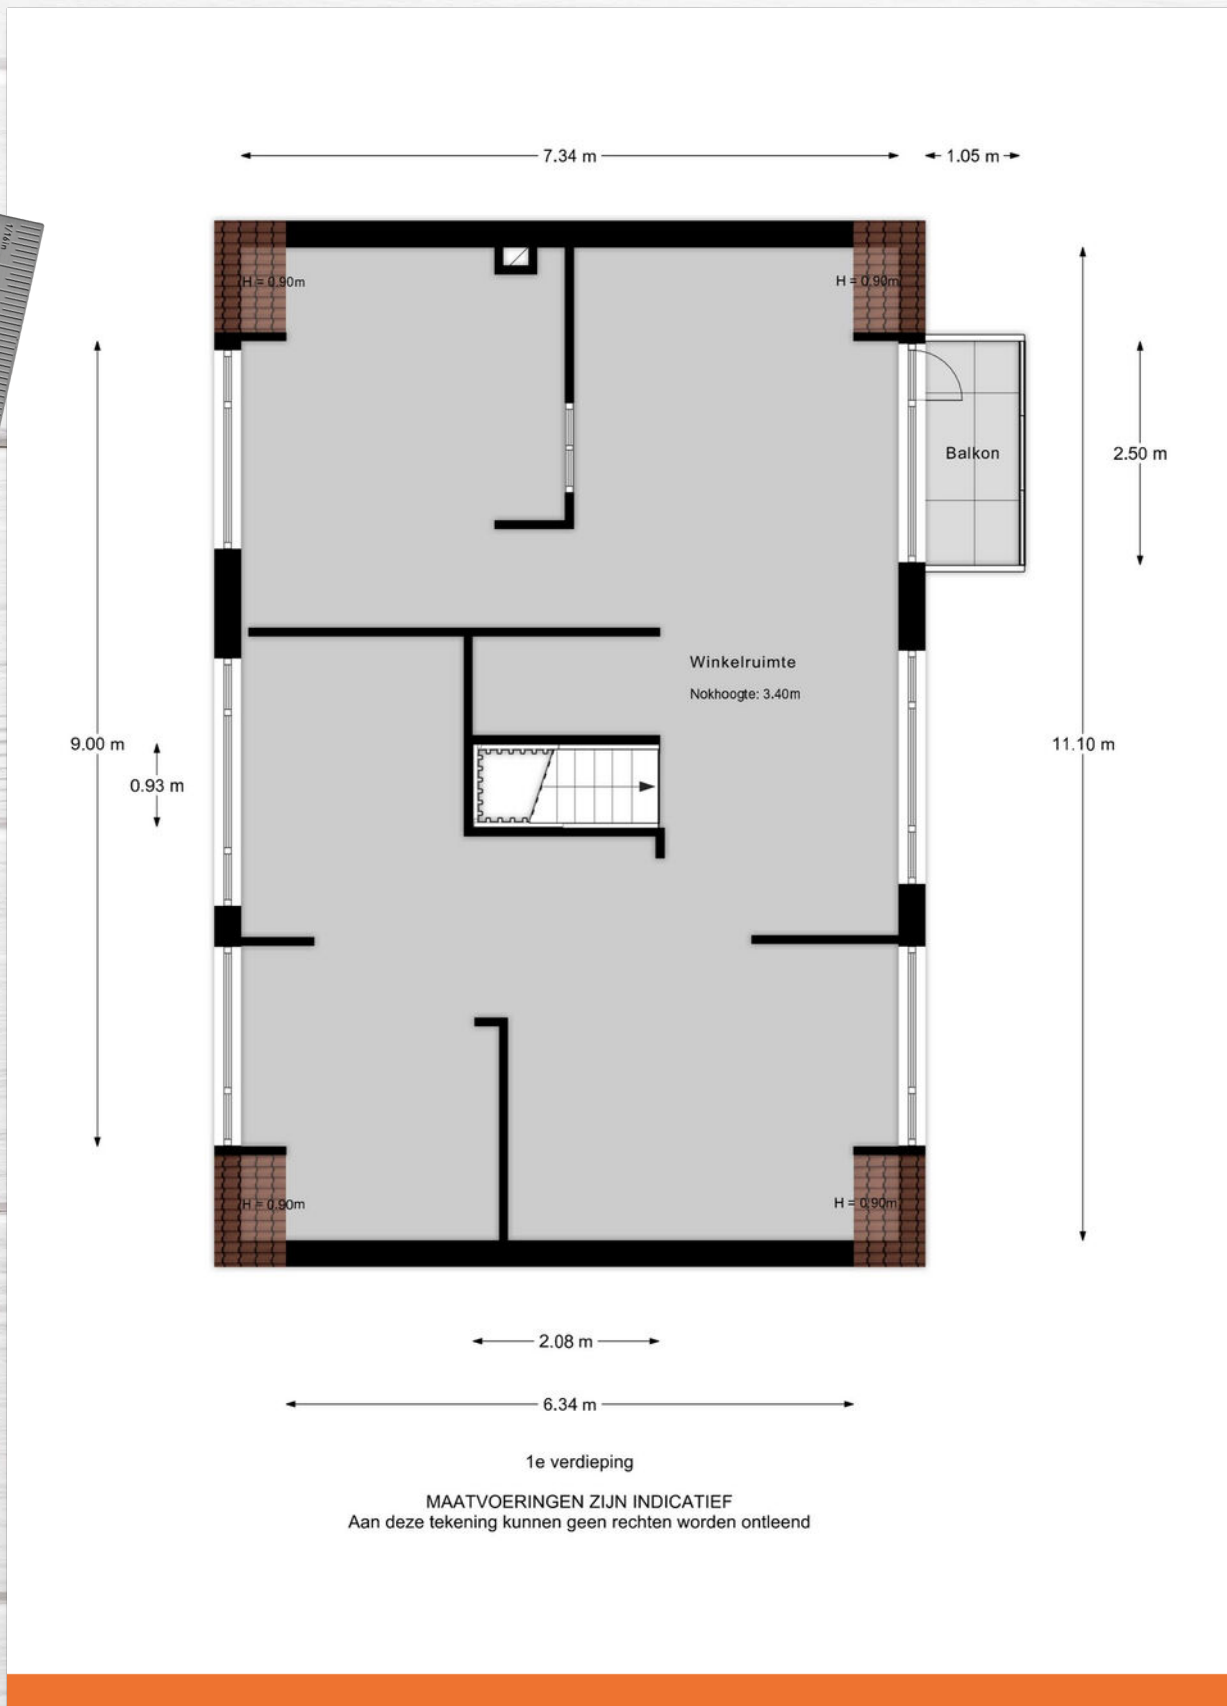 7.34 m
1.05 m
1/16in
H = 0.90m
H = 0.90m
Balkon
2.50 m
Winkelruimte
Nokhoogte: 3.40m
9.00 m
11.10 m
0.93 m
H = 0.90m
H = 0.90m
2.08 m
6.34 m
1e verdieping
MAATVOERINGEN ZIJN INDICATIEF
Aan deze tekening kunnen geen rechten worden ontleend